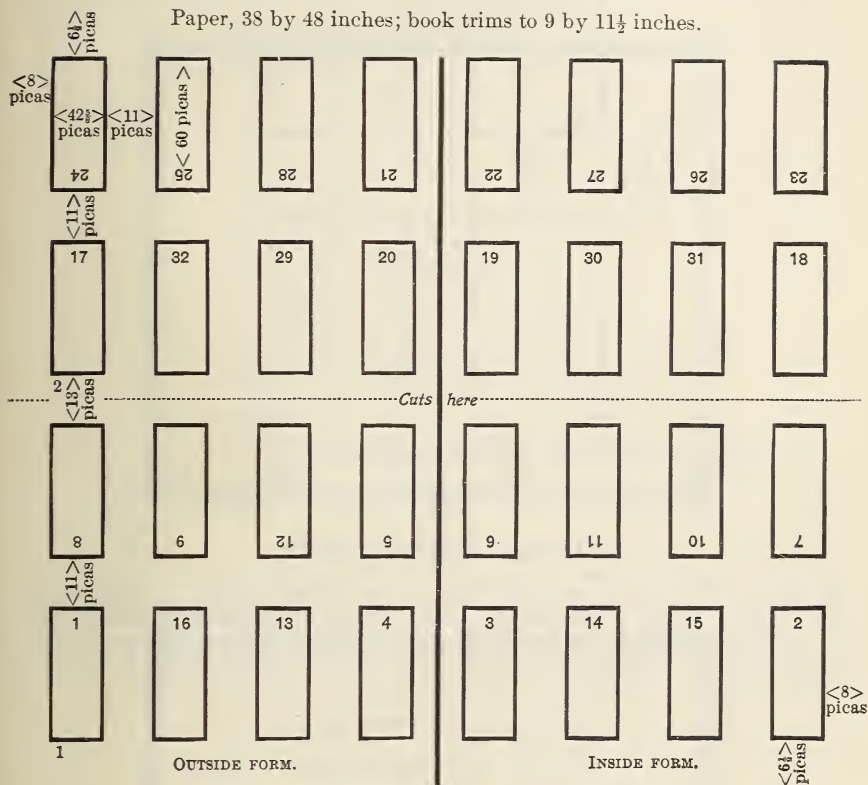 Paper, 38 by 48 inches; book trims to 9 by 11½ inches.
<6½>
picas
<8>
picas
<42⅝>
picas
<11>
picas
< 60 picas >
24 25 28 21 22 27 26 23
<11>
picas
17 32 29 20 19 30 31 18
2
<13>
picas
Cuts here
8 9 12 5 6 11 10 7
<11>
picas
1 16 13 4 3 14 15 2
<8>
picas
1
OUTSIDE FORM. INSIDE FORM.
<6½>
picas